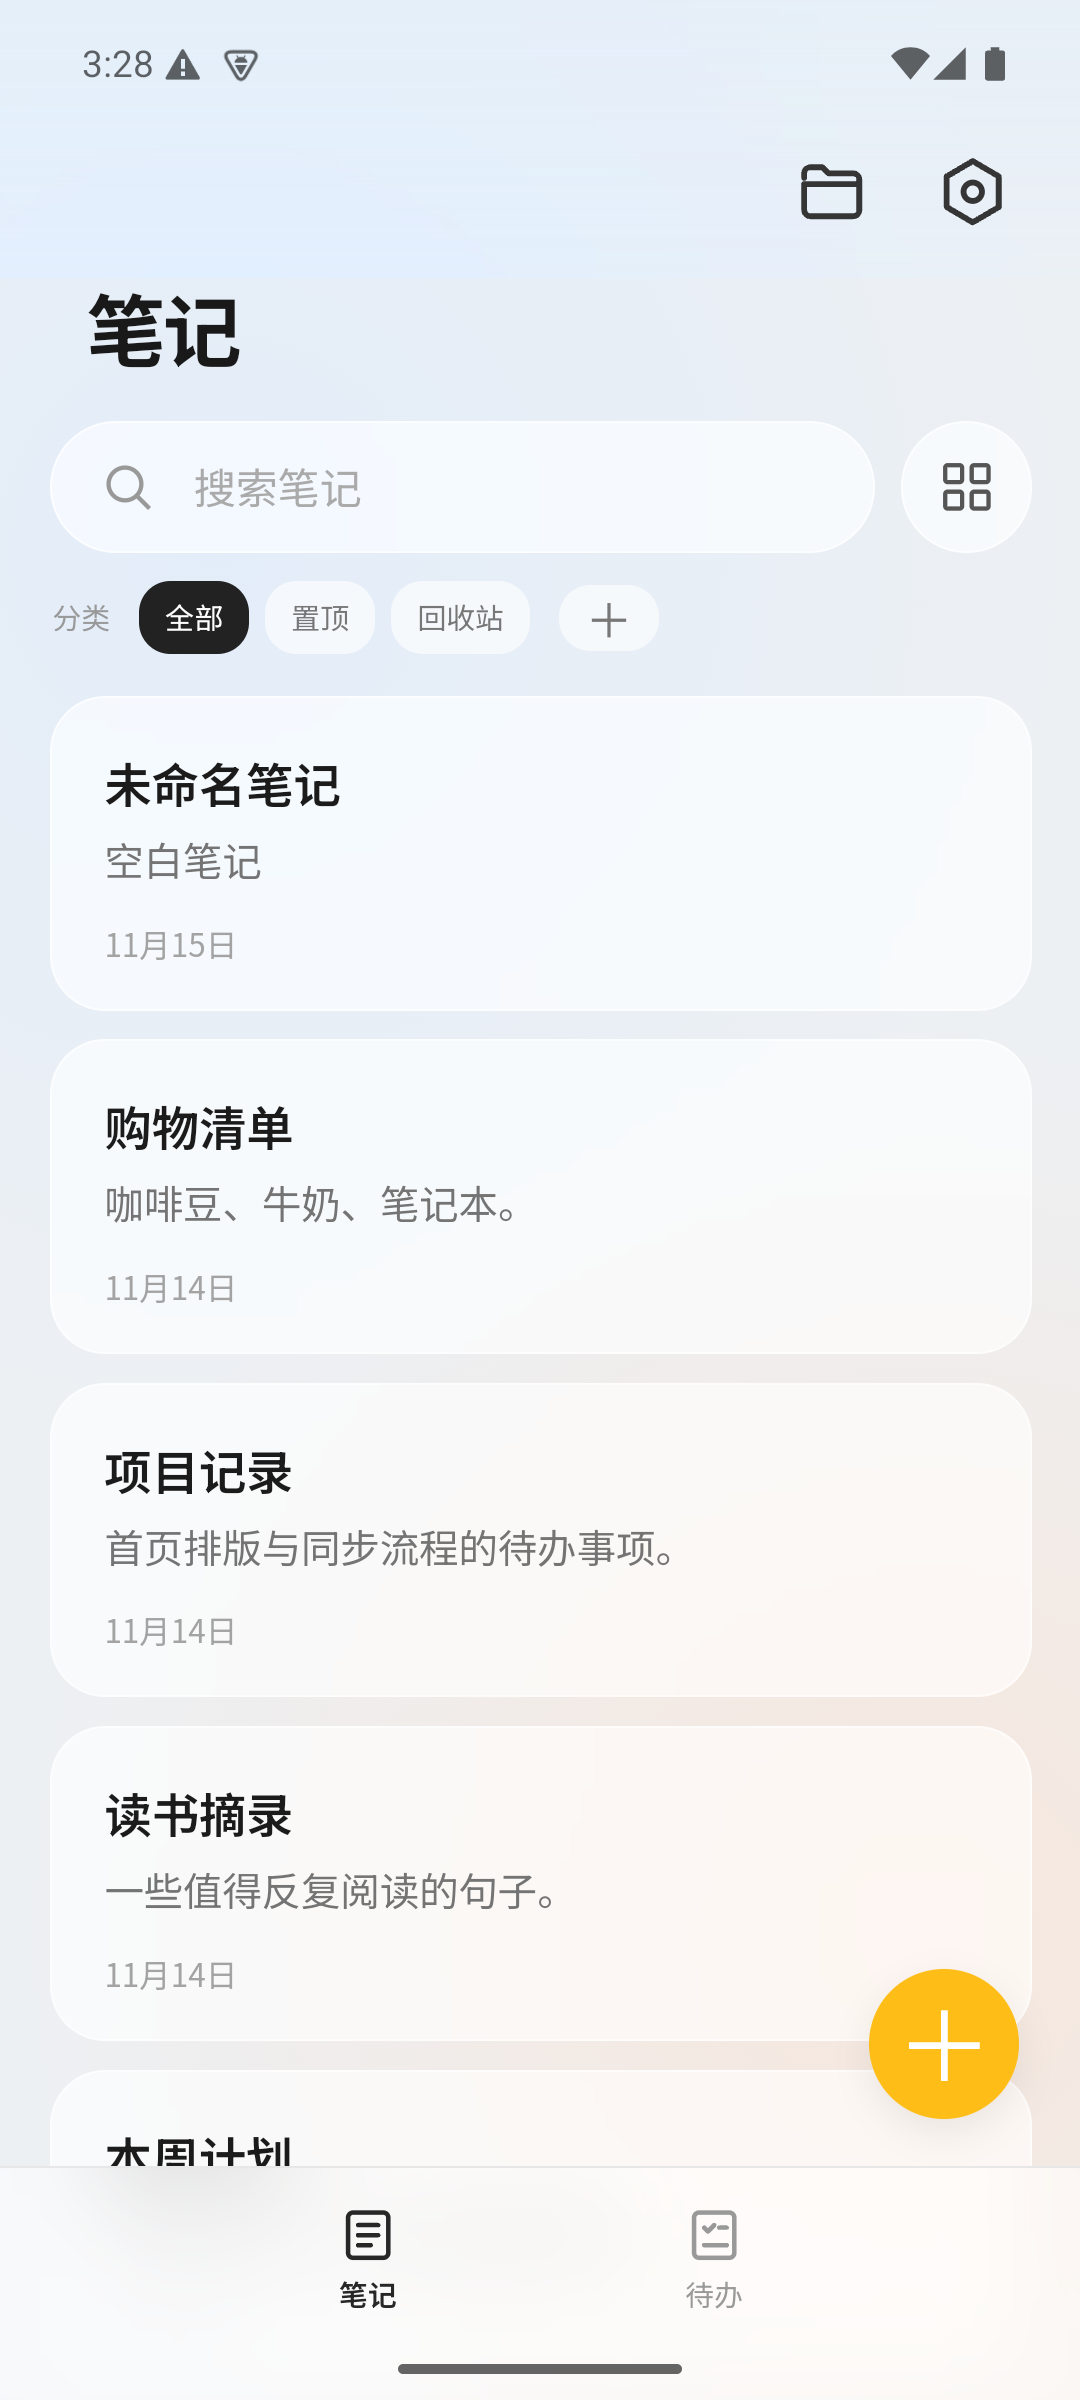 3:28
笔记
搜索笔记
分类 全部 置顶 回收站
未命名笔记
空白笔记
11月15日
购物清单
咖啡豆、牛奶、笔记本。
11月14日
项目记录
首页排版与同步流程的待办事项。
11月14日
读书摘录
一些值得反复阅读的句子。
11月14日
本周计划
笔记 待办